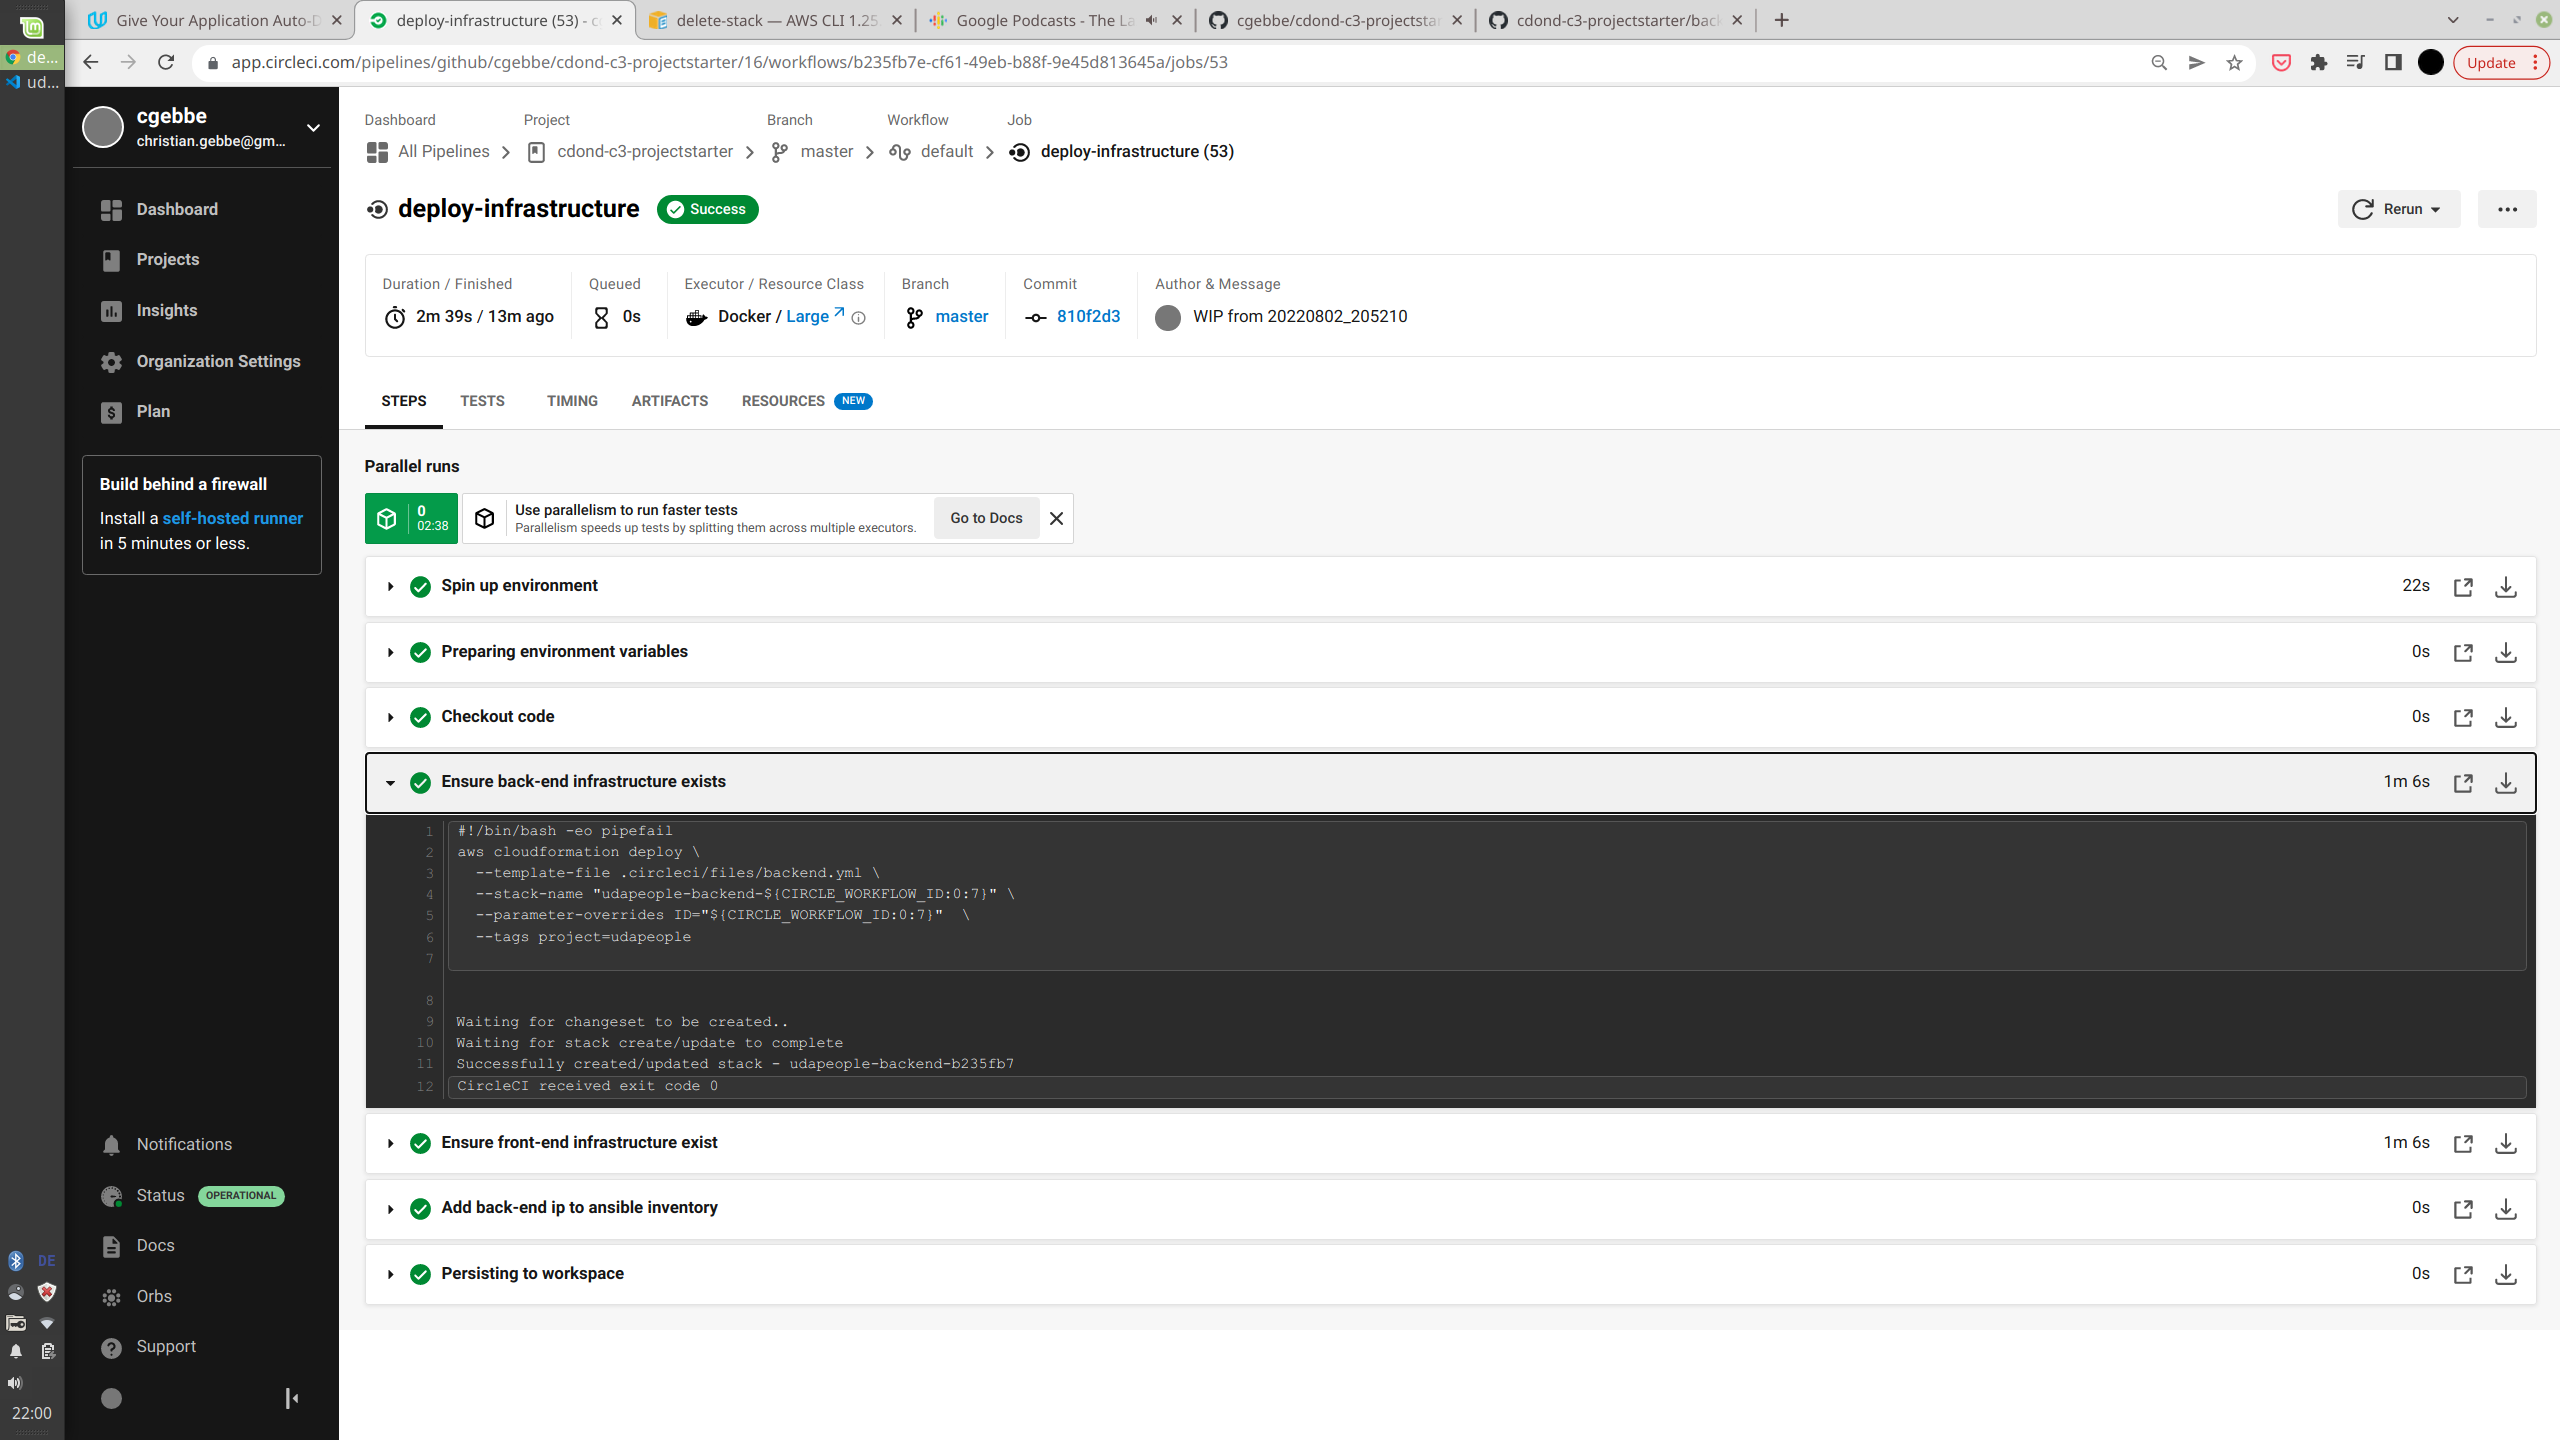 Give Your Application Auto-D
deploy-infrastructure (53) - c
delete-stack — AWS CLI 1.25
Google Podcasts - The La
cgebbe/cdond-c3-projectstar
cdond-c3-projectstarter/back
de...
ud...
app.circleci.com/pipelines/github/cgebbe/cdond-c3-projectstarter/16/workflows/b235fb7e-cf61-49eb-b88f-9e45d813645a/jobs/53
Update
cgebbe
christian.gebbe@gm...
Dashboard
Projects
Insights
Organization Settings
Plan
Build behind a firewall
Install a self-hosted runner
in 5 minutes or less.
Notifications
Status OPERATIONAL
Docs
Orbs
Support
DE
22:00
Dashboard Project Branch Workflow Job
All Pipelines cdond-c3-projectstarter master default deploy-infrastructure (53)
deploy-infrastructure Success
Rerun
Duration / Finished Queued Executor / Resource Class Branch Commit Author & Message
2m 39s / 13m ago 0s Docker / Large master 810f2d3 WIP from 20220802_205210
STEPS TESTS TIMING ARTIFACTS RESOURCES NEW
Parallel runs
0
02:38
Use parallelism to run faster tests
Parallelism speeds up tests by splitting them across multiple executors.
Go to Docs
Spin up environment 22s
Preparing environment variables 0s
Checkout code 0s
Ensure back-end infrastructure exists 1m 6s
1 #!/bin/bash -eo pipefail
2 aws cloudformation deploy \
3 --template-file .circleci/files/backend.yml \
4 --stack-name "udapeople-backend-${CIRCLE_WORKFLOW_ID:0:7}" \
5 --parameter-overrides ID="${CIRCLE_WORKFLOW_ID:0:7}" \
6 --tags project=udapeople
7
8
9 Waiting for changeset to be created..
10 Waiting for stack create/update to complete
11 Successfully created/updated stack - udapeople-backend-b235fb7
12 CircleCI received exit code 0
Ensure front-end infrastructure exist 1m 6s
Add back-end ip to ansible inventory 0s
Persisting to workspace 0s